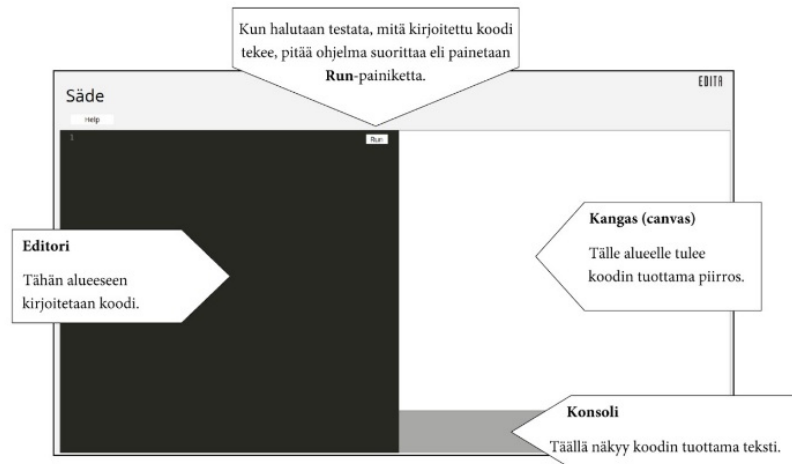 Kun halutaan testata, mitä kirjoitettu koodi
tekee, pitää ohjelma suorittaa eli painetaan
Run-painiketta.
EDITA
Säde
Help
1
Run
Editori
Tähän alueeseen
kirjoitetaan koodi.
Kangas (canvas)
Tälle alueelle tulee
koodin tuottama piirros.
Konsoli
Täällä näkyy koodin tuottama teksti.